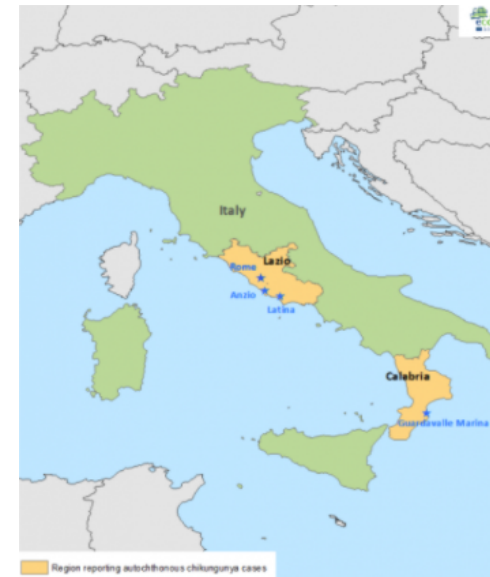 Italy
Lazio
Rome
Anzio
Latina
Calabria
Guardavalle Marina
Region reporting autochthonous chikungunya cases